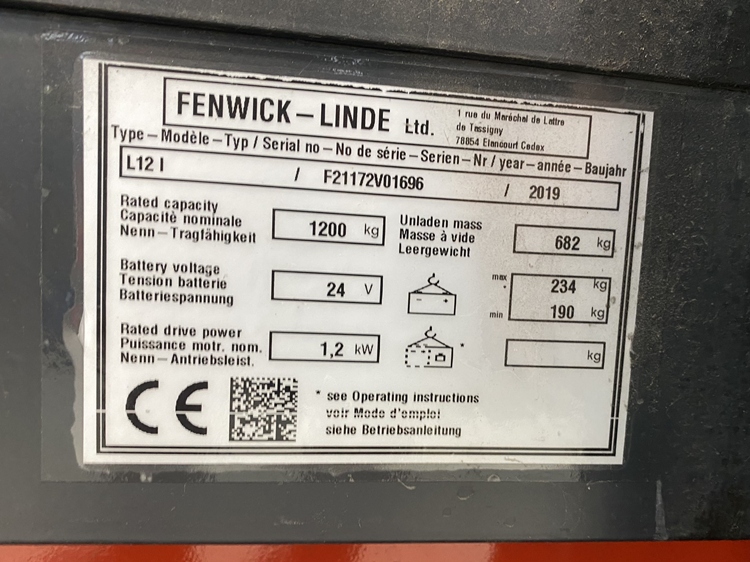 FENWICK–LINDE Ltd.
1 rue du Maréchal de Lattre
de Tassigny
78854 Elancourt Cedex
Type – Modèle – Typ / Serial no – No de série – Serien – Nr / year – année – Baujahr
L12 I / F21172V01696 / 2019
Rated capacity
Capacitè nominale
Nenn – Tragfähigkeit
1200 kg
Unladen mass
Masse à vide
Leergewicht
682 kg
Battery voltage
Tension batterie
Batteriespannung
24 V
- +
max
*
234 kg
min
190 kg
Rated drive power
Puissance motr. nom.
Nenn – Antriebsleist.
1,2 kW
*
kg
CE
* see Operating instructions
voir Mode d'emploi
siehe Betriebsanleitung